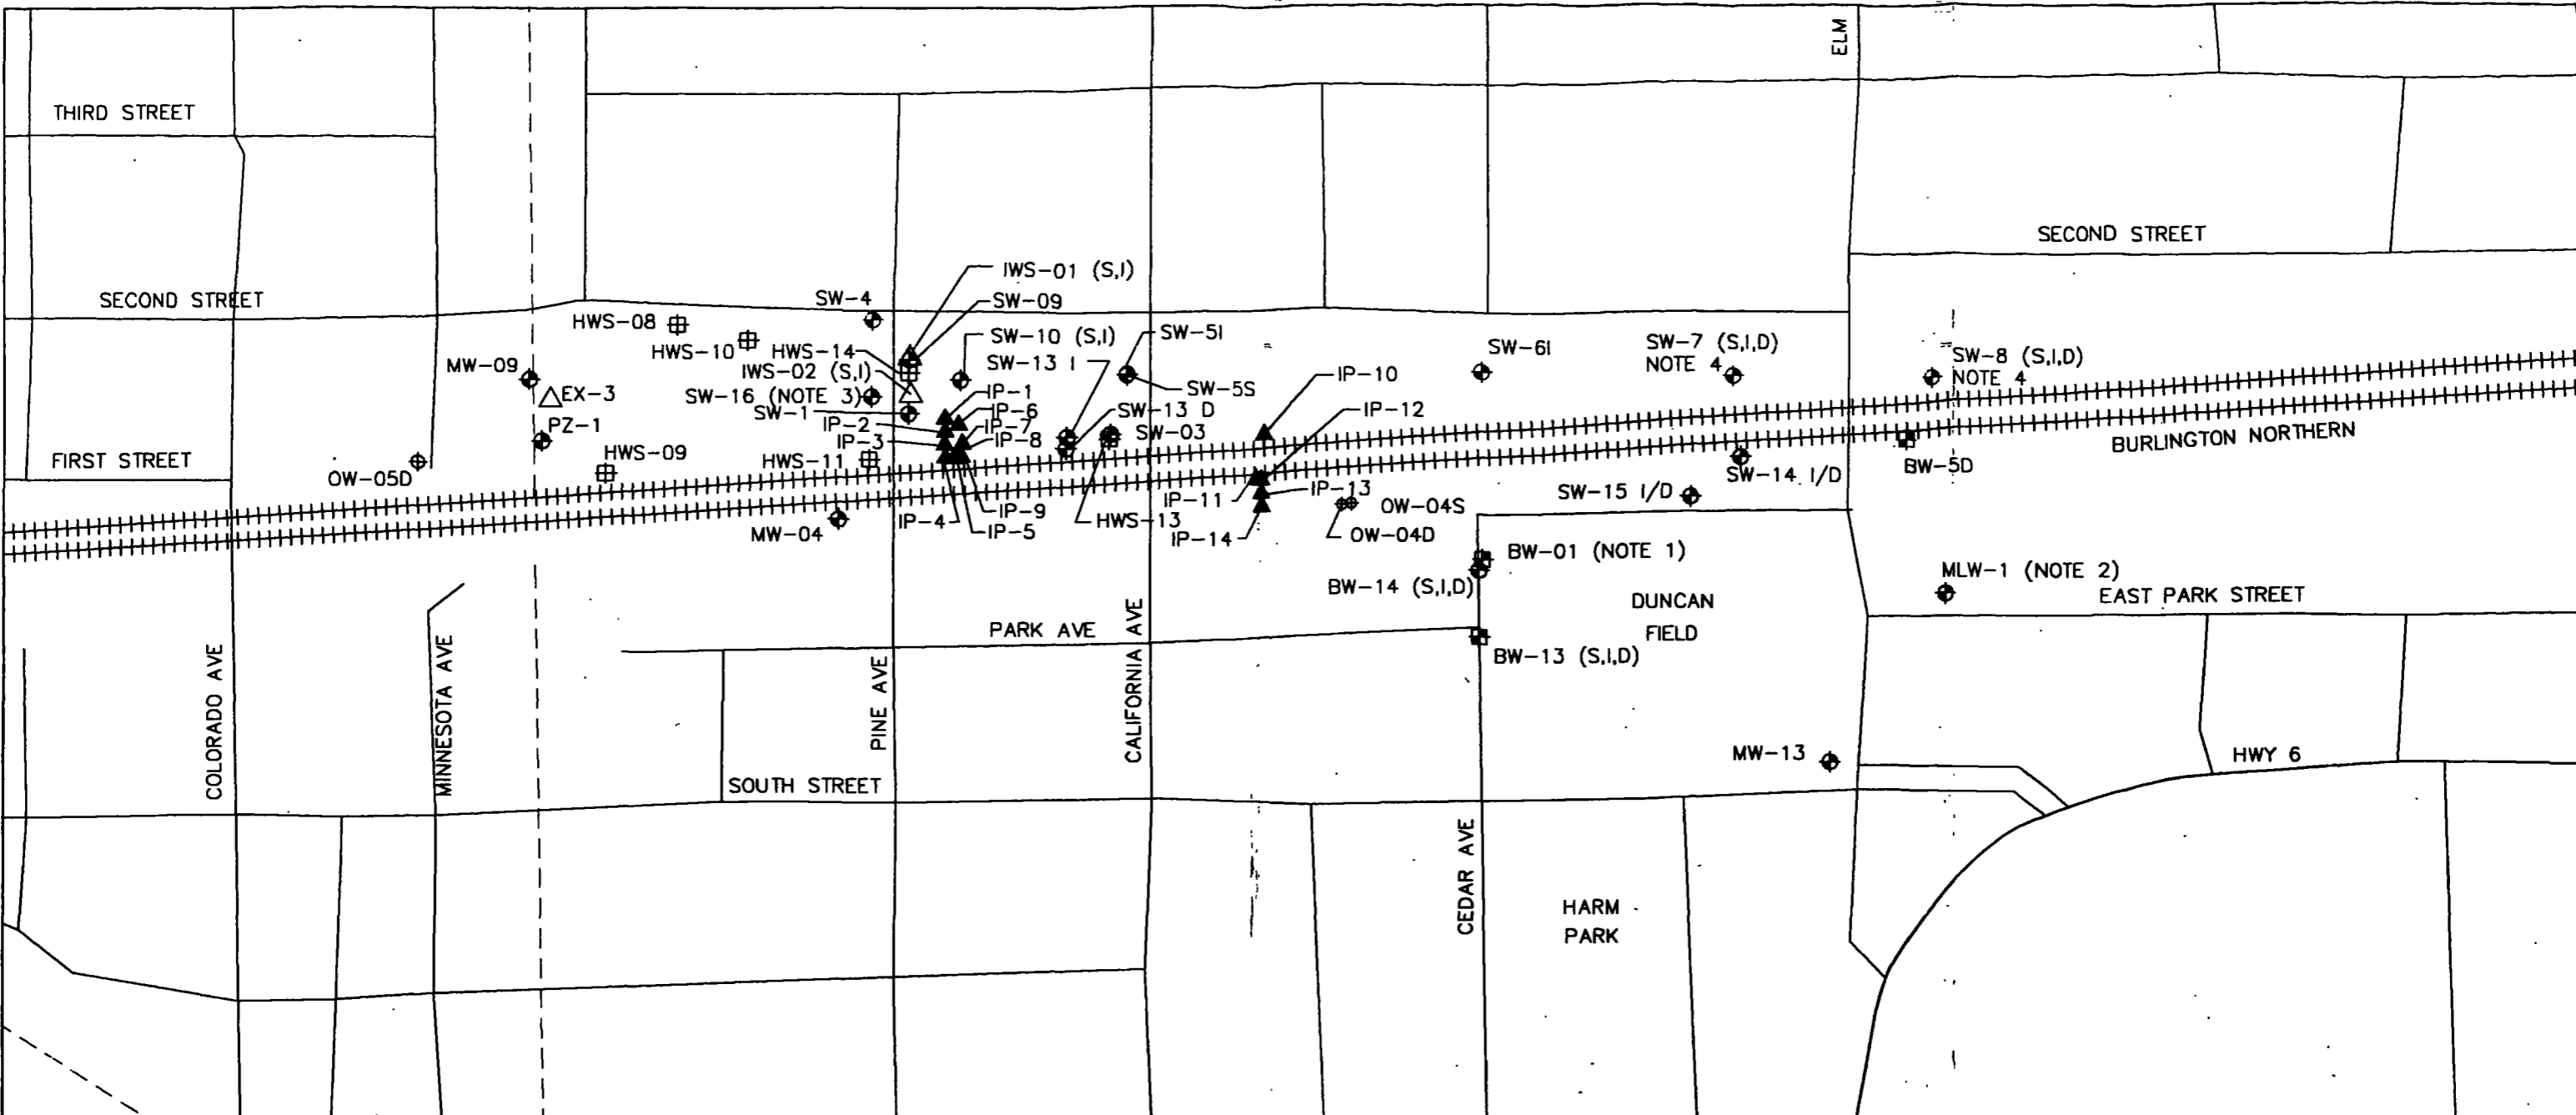 ELM
THIRD STREET
SECOND STREET
SECOND STREET
IWS-01 (S,I)
SW-4
SW-09
HWS-08
SW-10 (S,I)
SW-5I
HWS-10
HWS-14
SW-13 I
SW-6I
SW-7 (S,I,D)
NOTE 4
SW-8 (S,I,D)
NOTE 4
MW-09
IWS-02 (S,I)
IP-10
EX-3
SW-16 (NOTE 3)
IP-1
SW-5S
SW-1
IP-6
SW-13 D
IP-12
PZ-1
IP-2
IP-7
IP-3
IP-8
SW-03
BURLINGTON NORTHERN
FIRST STREET
HWS-09
HWS-11
BW-5D
OW-05D
SW-14 I/D
IP-11
IP-13
SW-15 I/D
IP-9
OW-04S
IP-4
HWS-13
MW-04
IP-5
IP-14
OW-04D
BW-01 (NOTE 1)
MLW-1 (NOTE 2)
BW-14 (S,I,D)
EAST PARK STREET
DUNCAN
FIELD
PARK AVE
BW-13 (S,I,D)
COLORADO AVE
MINNESOTA AVE
PINE AVE
CALIFORNIA AVE
MW-13
HWY 6
SOUTH STREET
CEDAR AVE
HARM
PARK